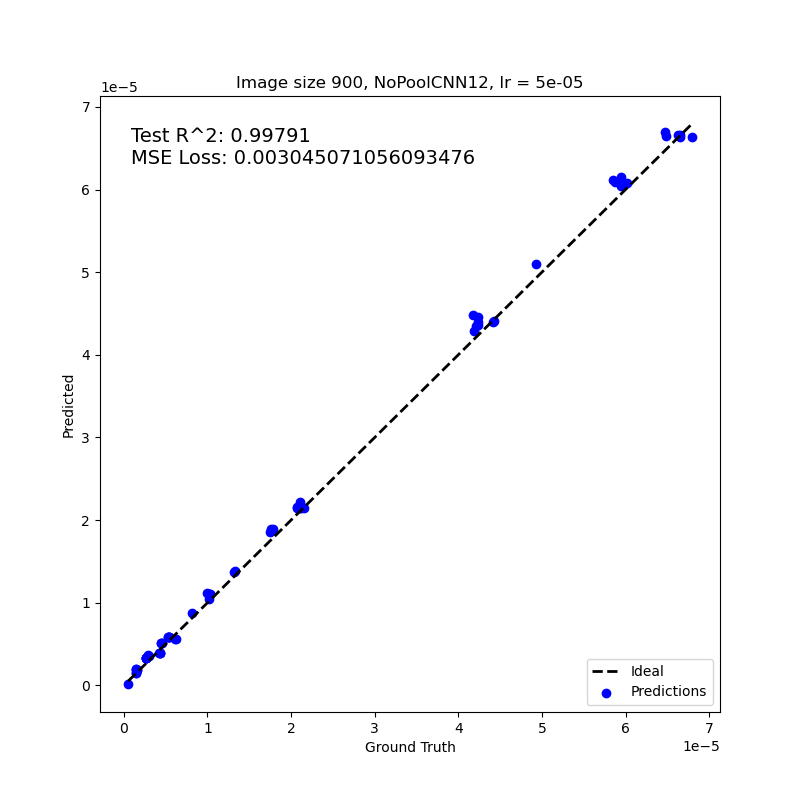 Image size 900, NoPoolCNN12, lr = 5e-05
1e−5
7
Test R^2: 0.99791
MSE Loss: 0.003045071056093476
6
5
4
Predicted
3
2
1
0
Ideal
Predictions
0 1 2 3 4 5 6 7
Ground Truth
1e−5